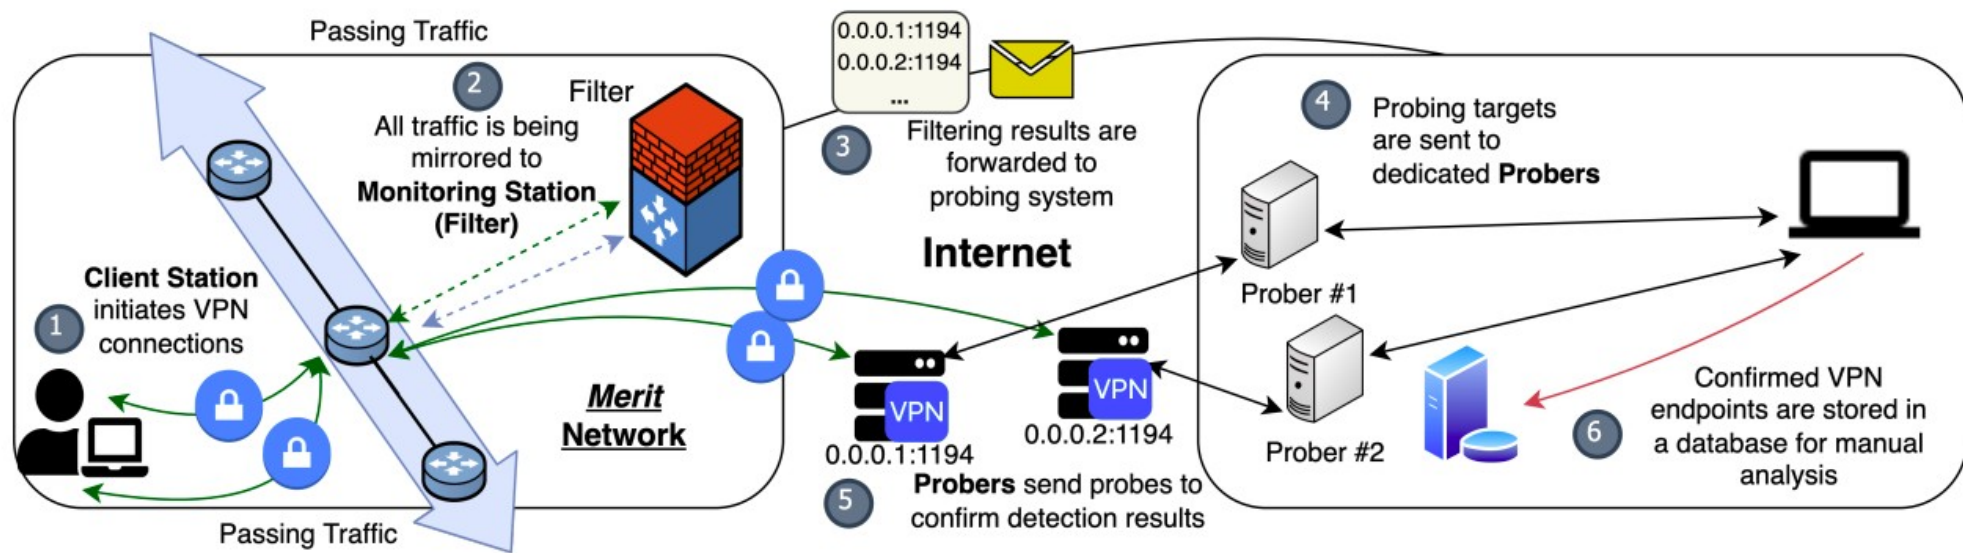 Passing Traffic
1
Client Station
initiates VPN
connections
2
Filter
All traffic is being
mirrored to
Monitoring Station
(Filter)
Merit
Network
Passing Traffic
0.0.0.1:1194
0.0.0.2:1194
...
3
Filtering results are
forwarded to
probing system
Internet
VPN
0.0.0.1:1194
VPN
0.0.0.2:1194
5
Probers send probes to
confirm detection results
4
Probing targets
are sent to
dedicated Probers
Prober #1
Prober #2
6
Confirmed VPN
endpoints are stored in
a database for manual
analysis